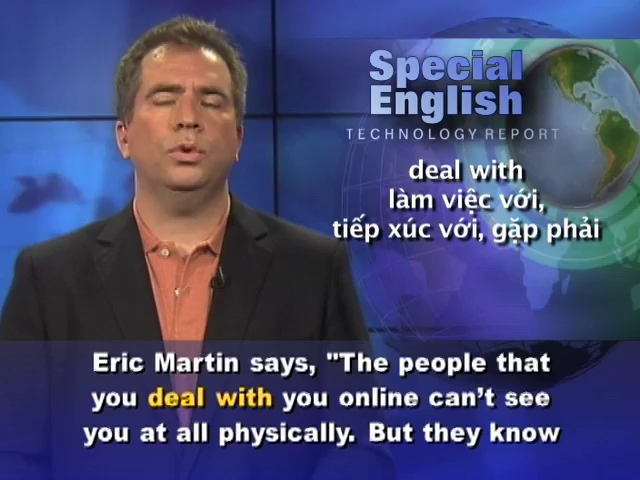 Special
English
TECHNOLOGY REPORT
deal with
làm việc với,
tiếp xúc với, gặp phải
Eric Martin says, "The people that
you deal with you online can't see
you at all physically. But they know